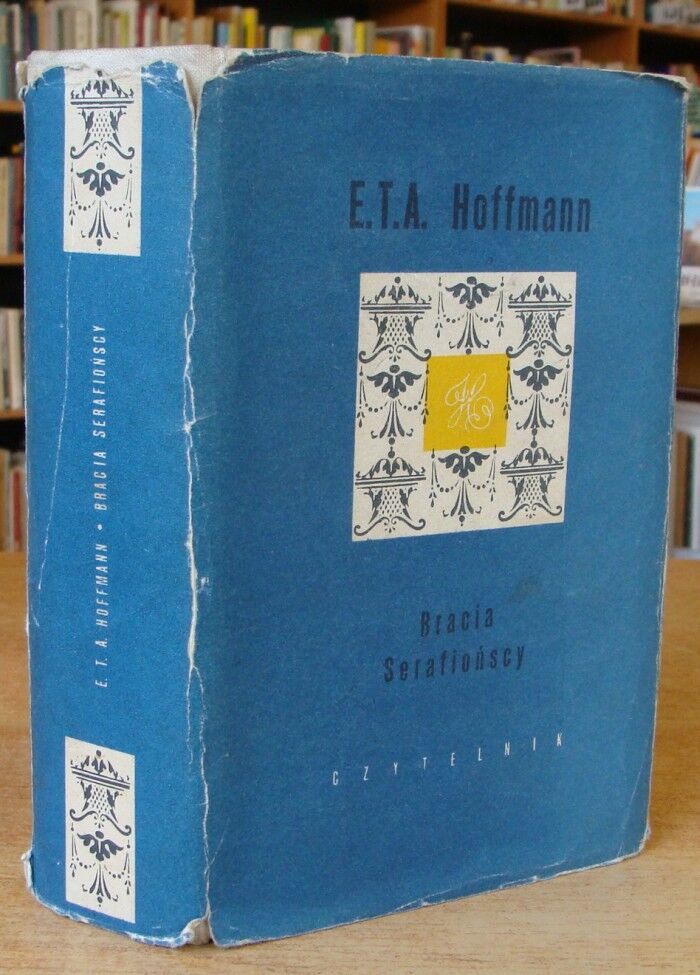 E.T.A. Hoffmann
Bracia
Serafiońscy
CZYTELNIK
E. T. A. HOFFMANN • BRACIA SERAFIOŃSCY